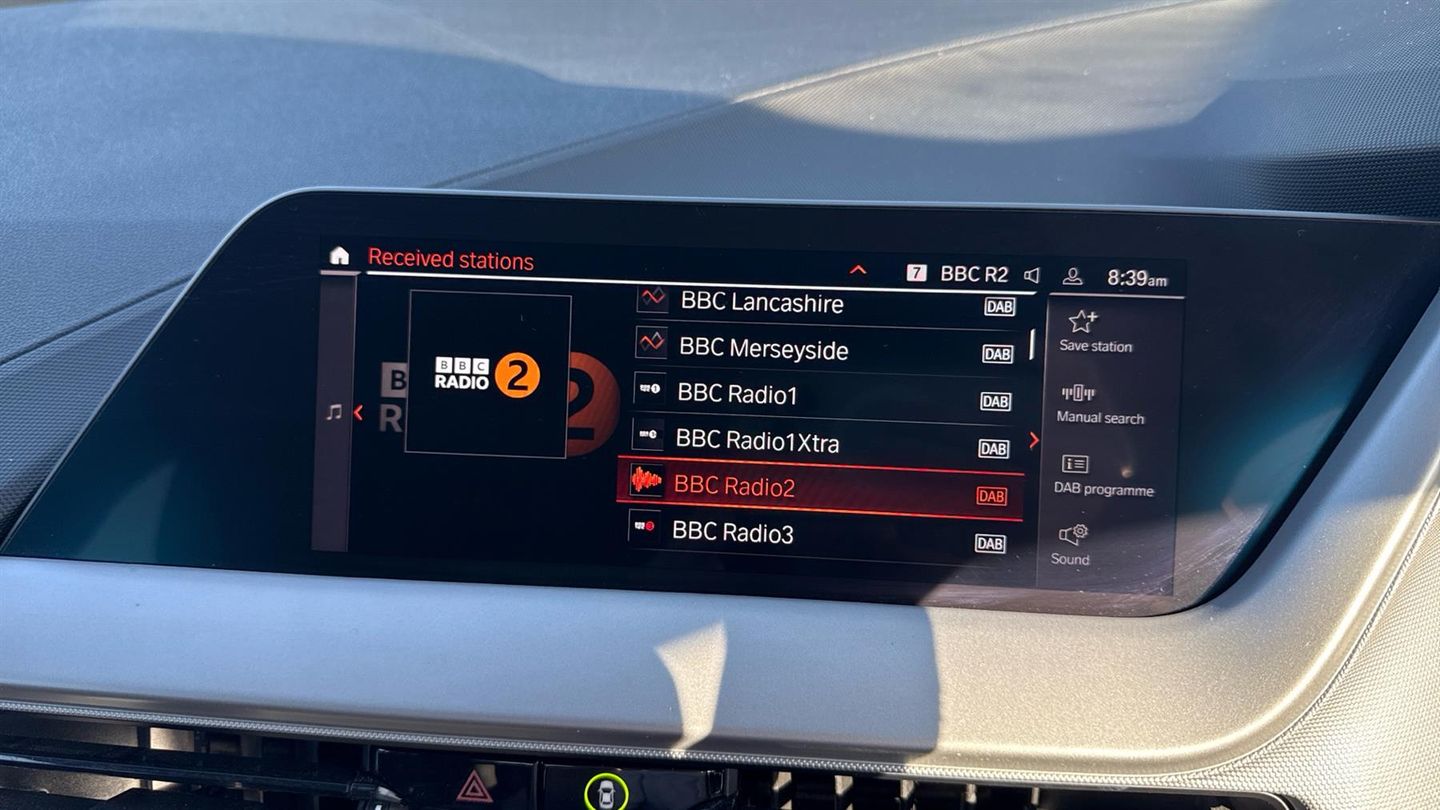 Received stations
7 BBC R2 8:39am
BBC
RADIO 2
B
R 2
BBC Lancashire DAB
BBC Merseyside DAB
BBC Radio1 DAB
BBC Radio1Xtra DAB
BBC Radio2 DAB
BBC Radio3 DAB
Save station
Manual search
DAB programme
Sound